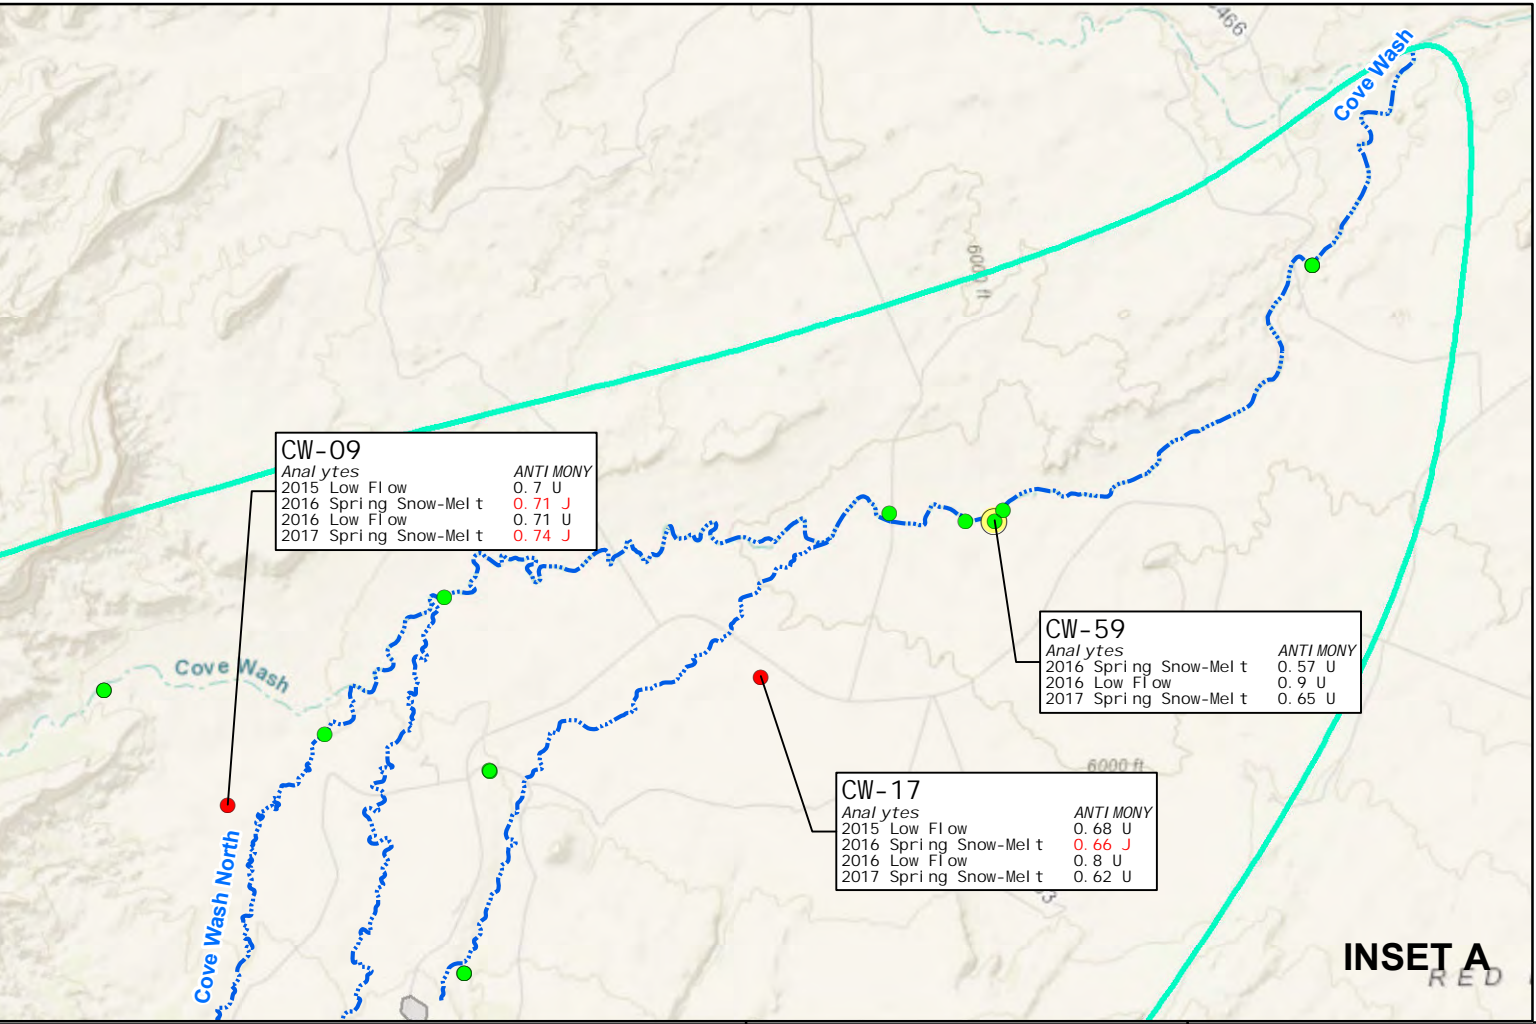 466
Cove Wash
6000 ft
CW-09
Analytes ANTIMONY
2015 Low Flow 0.7 U
2016 Spring Snow-Melt 0.71 J
2016 Low Flow 0.71 U
2017 Spring Snow-Melt 0.74 J
CW-59
Analytes ANTIMONY
2016 Spring Snow-Melt 0.57 U
2016 Low Flow 0.9 U
2017 Spring Snow-Melt 0.65 U
Cove Wash
6000 ft
CW-17
Analytes ANTIMONY
2015 Low Flow 0.68 U
2016 Spring Snow-Melt 0.66 J
2016 Low Flow 0.8 U
2017 Spring Snow-Melt 0.62 U
Cove Wash North
INSET A
RED